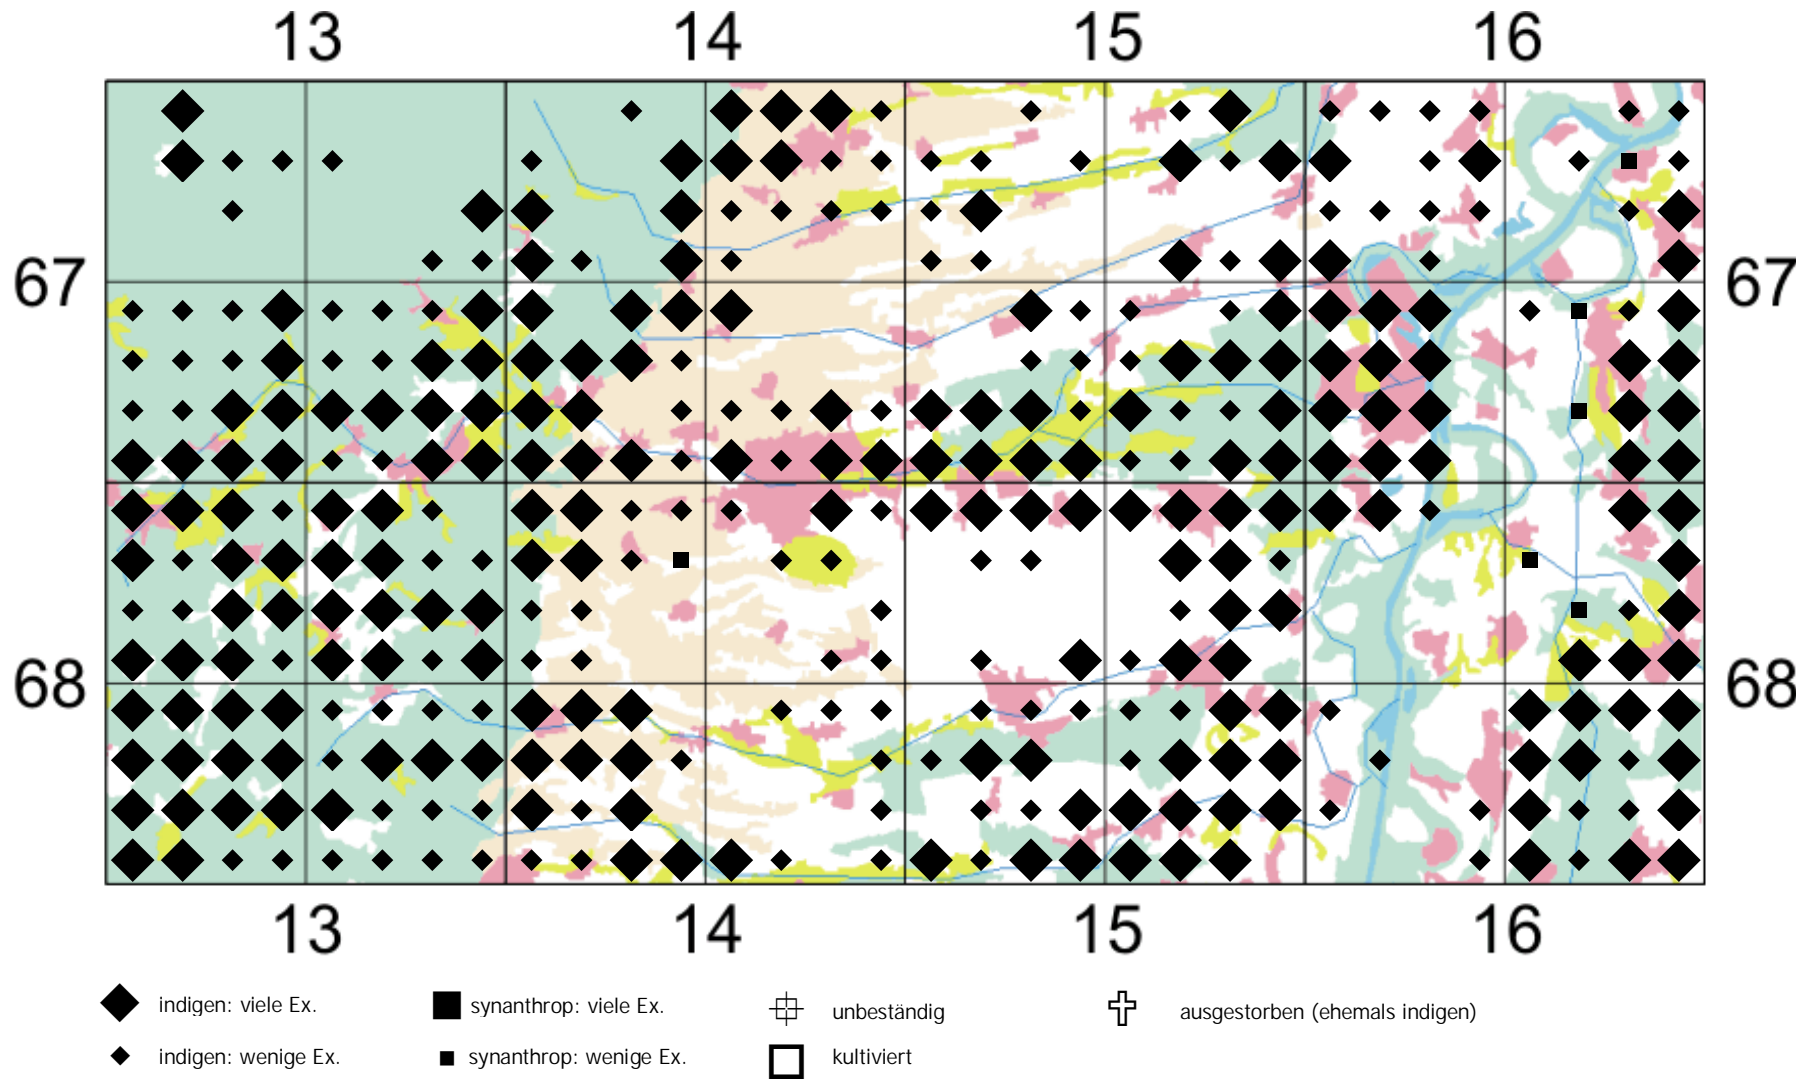 13 14 15 16
67 67
68 68
13 14 15 16
indigen: viele Ex. synanthrop: viele Ex. unbeständig ausgestorben (ehemals indigen)
indigen: wenige Ex. synanthrop: wenige Ex. kultiviert